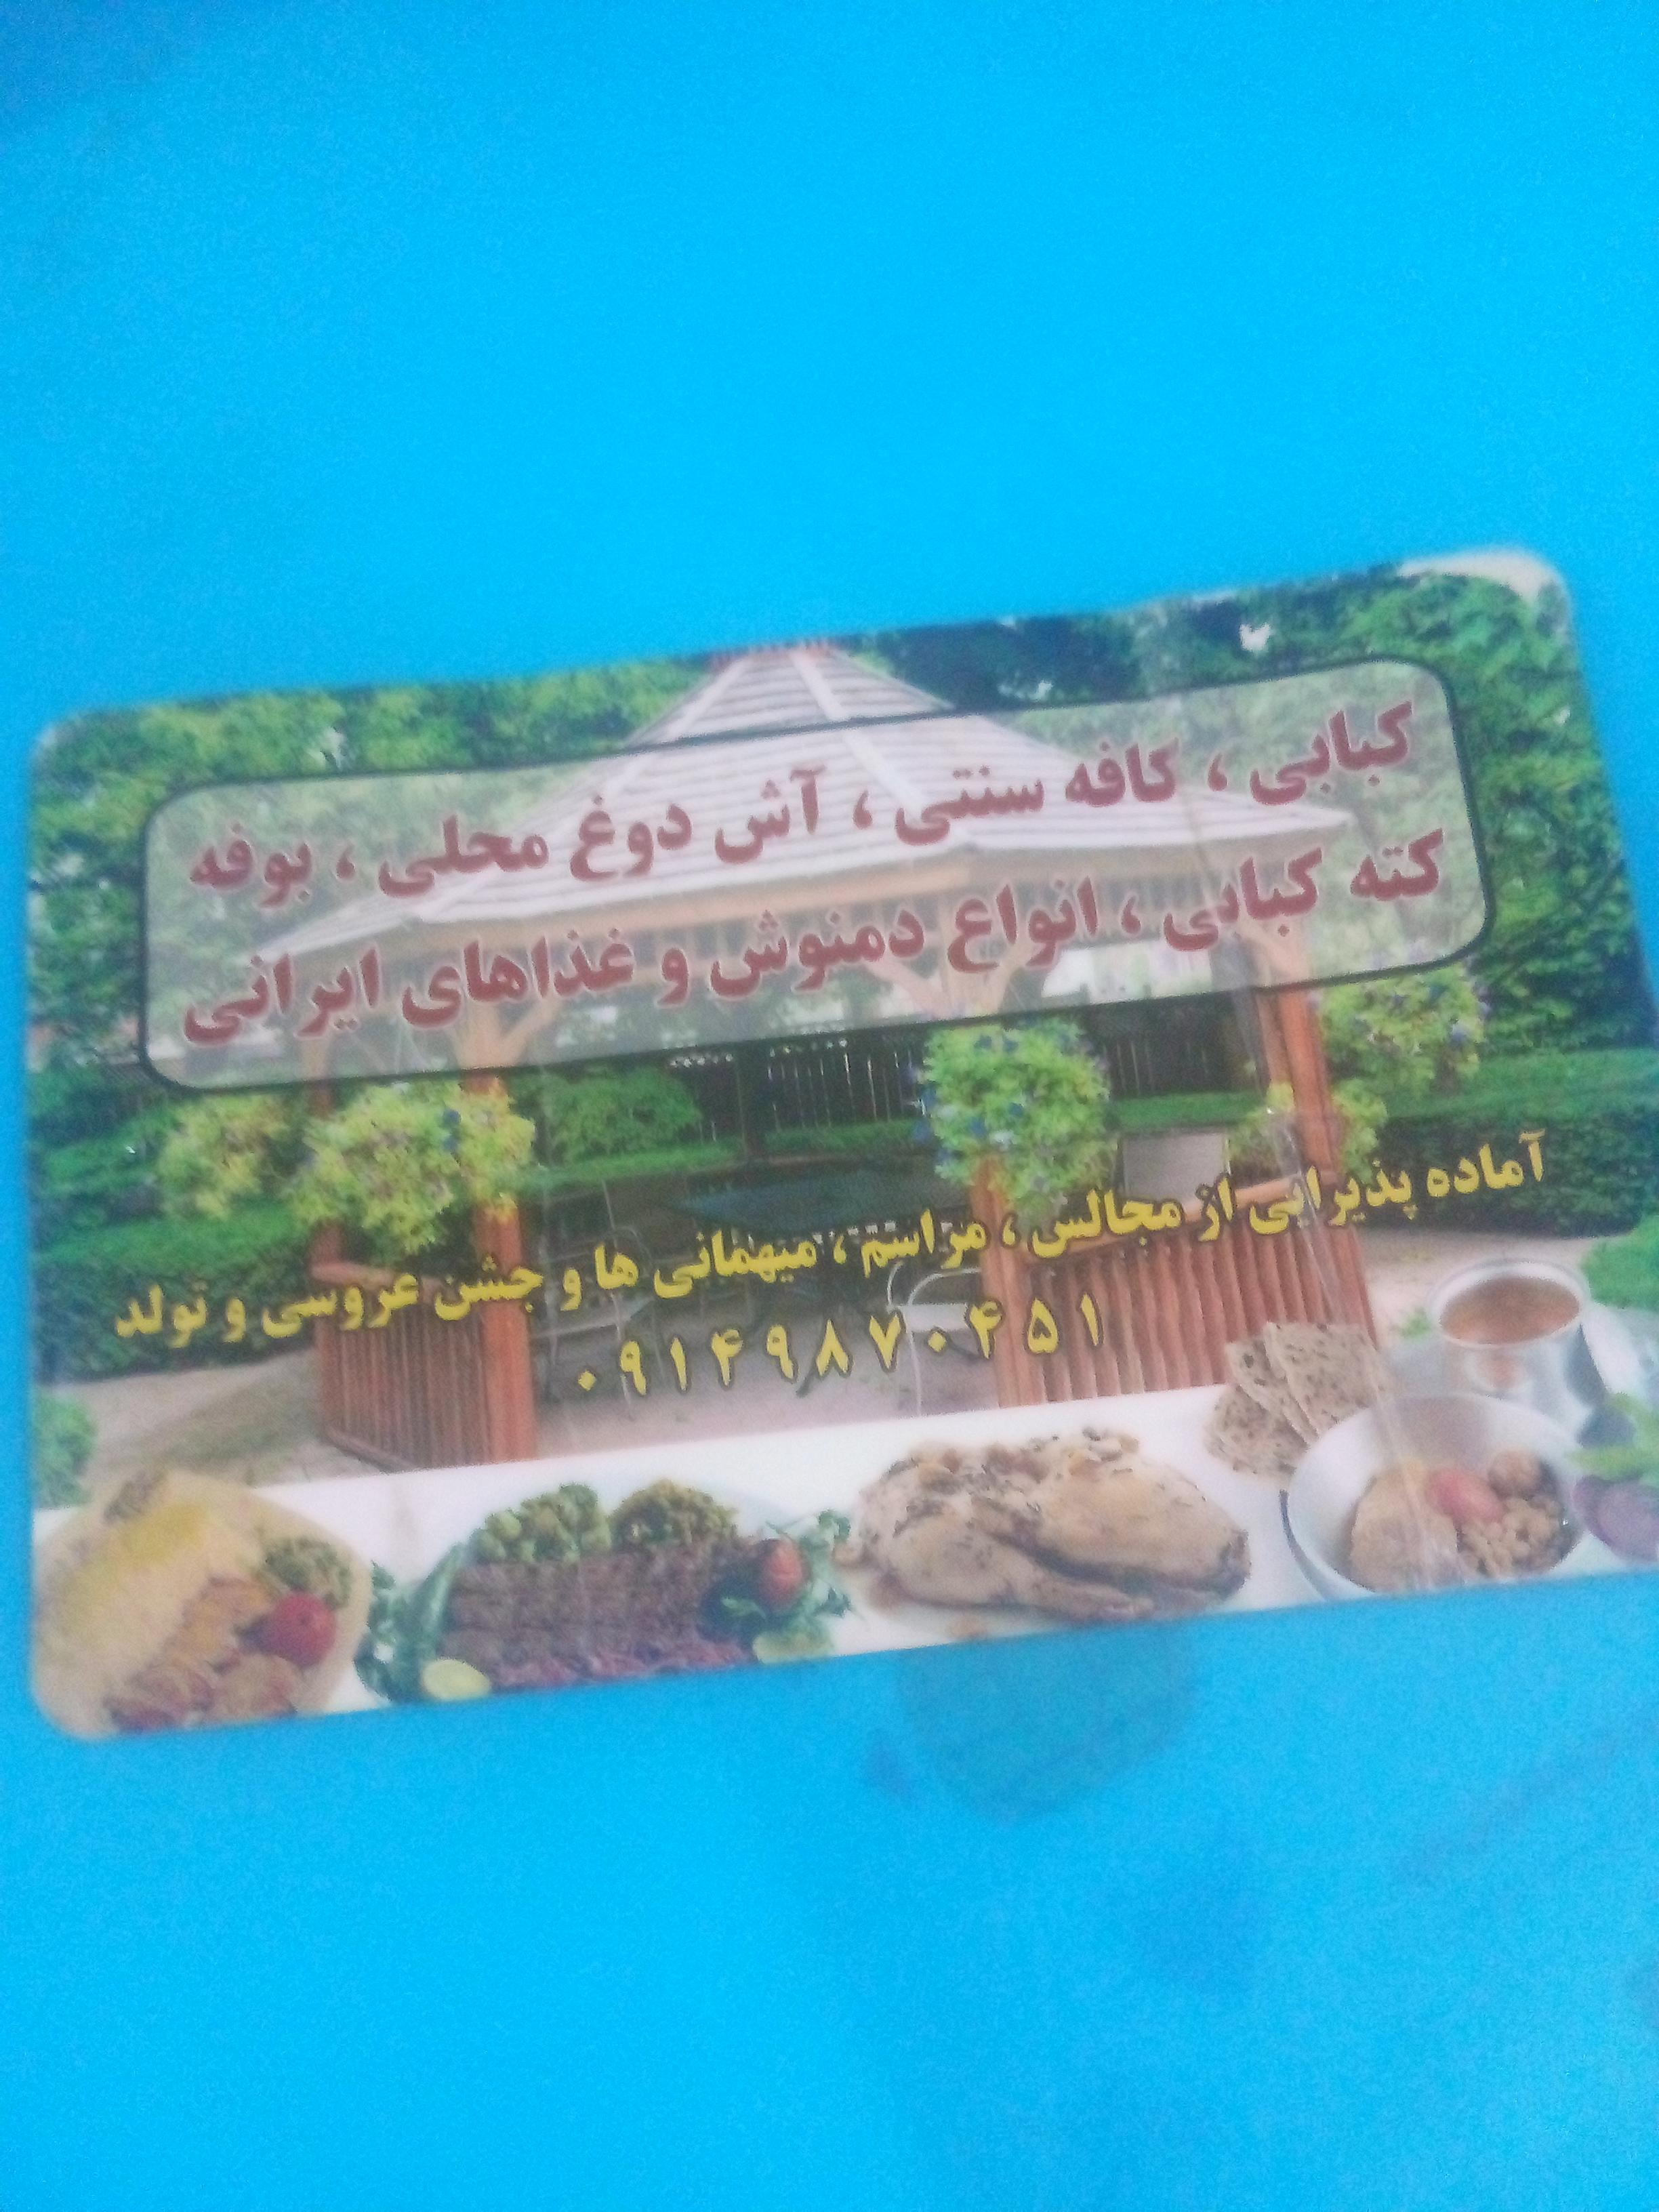 کبابی ، کافه سنتی ، آش دوغ محلی ، بوفه
کته کبابی ، انواع دمنوش و غذاهای ایرانی
آماده پذیرایی از مجالس ، مراسم ، میهمانی ها و جشن عروسی و تولد
۰۹۱۴۹۸۷۰۴۵۱